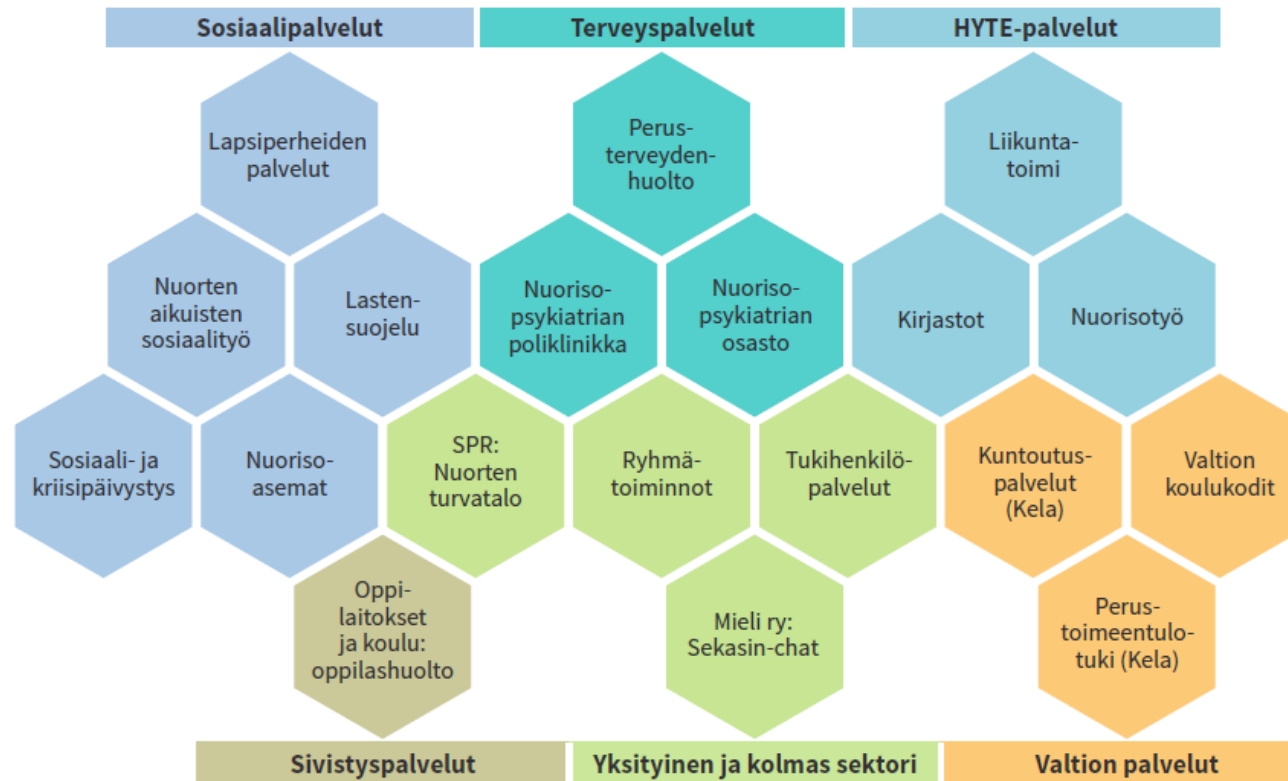 Sosiaalipalvelut
Terveyspalvelut
HYTE-palvelut
Lapsiperheiden
palvelut
Perus-
terveyden-
huolto
Liikunta-
toimi
Nuorten
aikuisten
sosiaalityö
Lasten-
suojelu
Nuoriso-
psykiatrian
poliklinikka
Nuoriso-
psykiatrian
osasto
Kirjastot
Nuorisotyö
Sosiaali- ja
kriisipäivystys
Nuoriso-
asemat
SPR:
Nuorten
turvatalo
Ryhmä-
toiminnot
Tukihenkilö-
palvelut
Kuntoutus-
palvelut
(Kela)
Valtion
koulukodit
Oppi-
laitokset
ja koulu:
oppilashuolto
Mieli ry:
Sekasin-chat
Perus-
toimeentulo-
tuki (Kela)
Sivistyspalvelut
Yksityinen ja kolmas sektori
Valtion palvelut